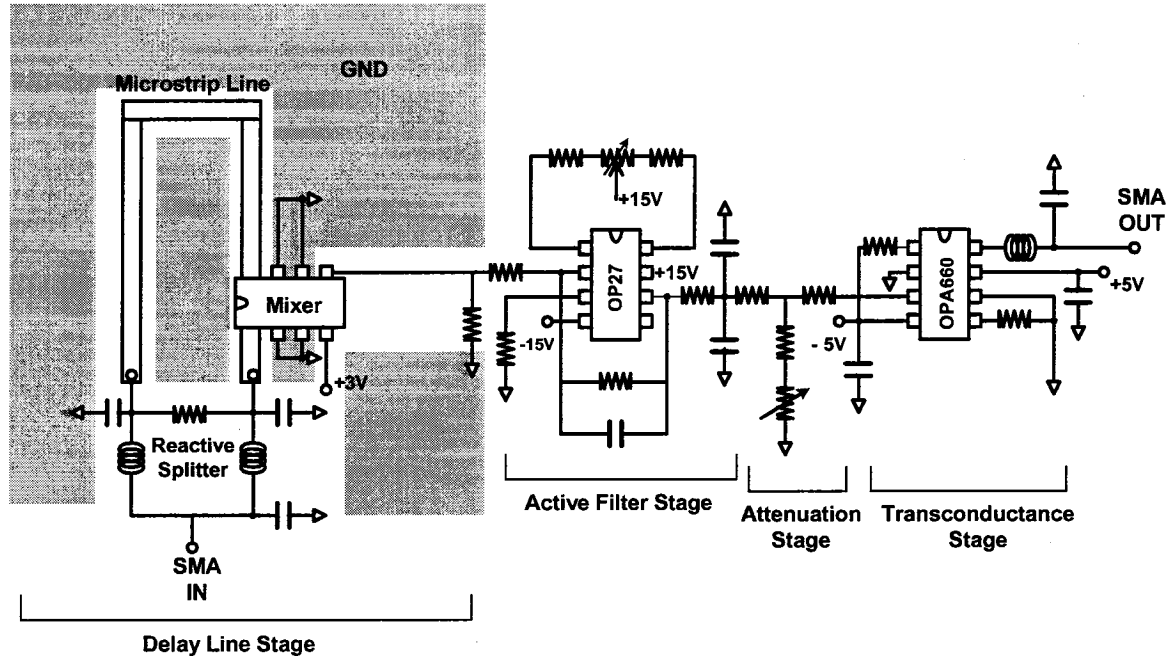 GND
Microstrip Line
+15V
SMA
OUT
OP27
+15V
OPA660
Mixer
+5V
-15V
- 5V
+3V
Reactive
Splitter
Active Filter Stage
Attenuation
Stage
Transconductance
Stage
SMA
IN
Delay Line Stage